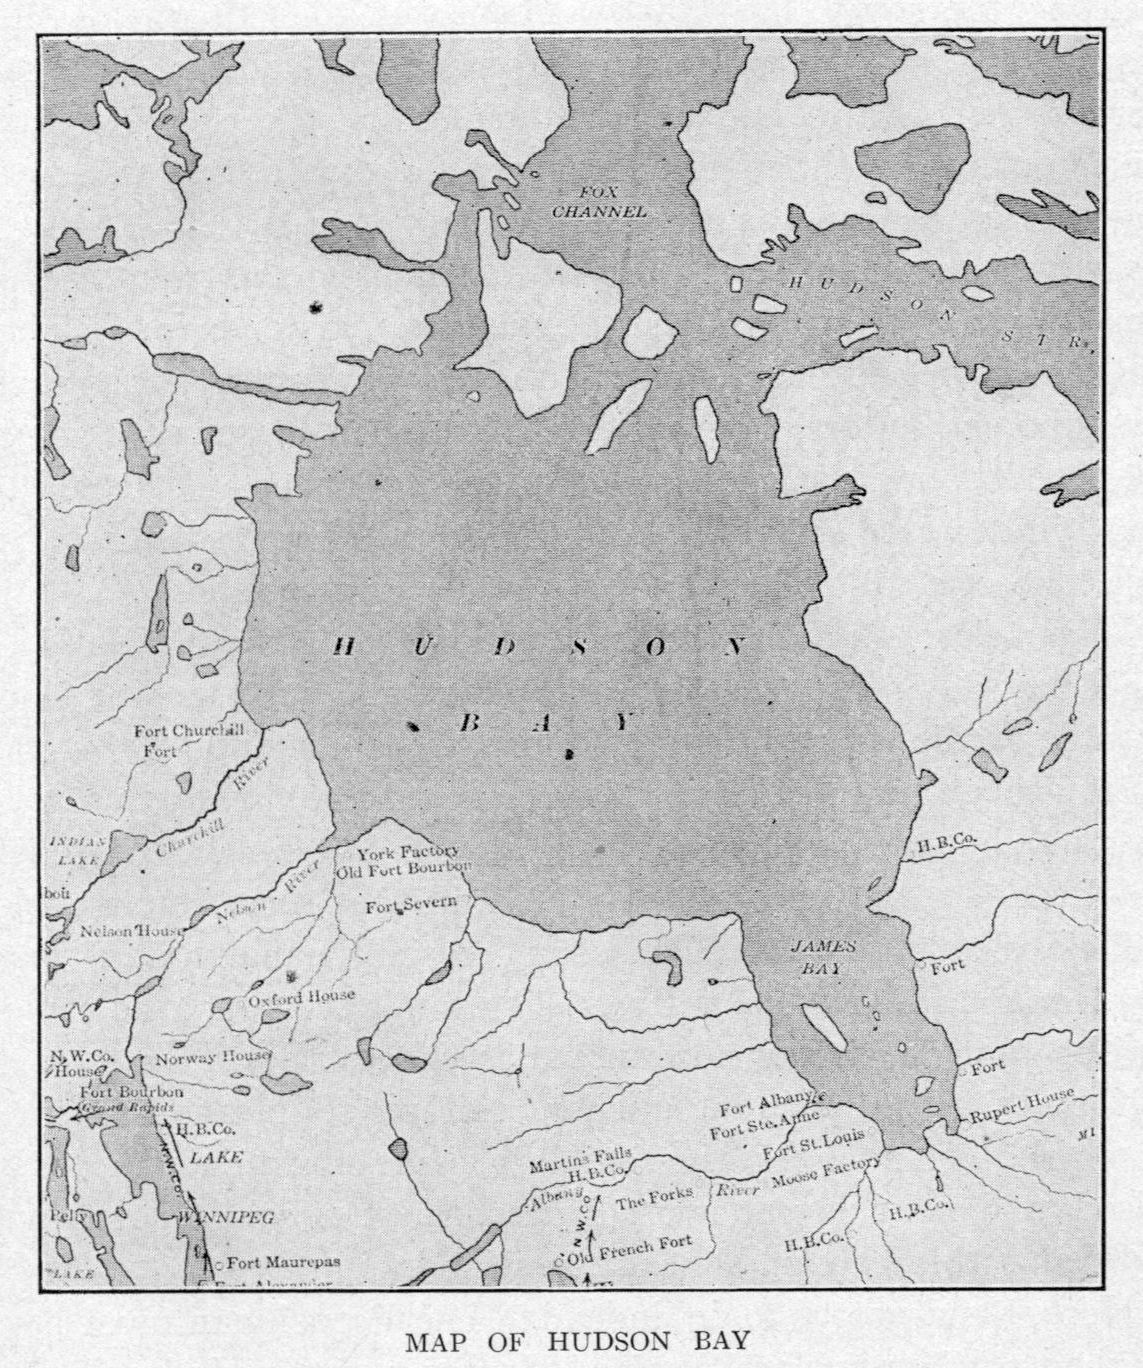 FOX
CHANNEL
HUDSON STR.
HUDSON
BAY
Fort Churchill
Fort
Churchill River
INDIAN
LAKE
bon
H.B.Co.
York Factory
Old Fort Bourbon
Nelson River
Fort Severn
Nelson House
JAMES
BAY
Fort
Oxford House
N.W.Co.
House
Norway House
Fort
Fort Bourbon
Grand Rapids
Rupert House
Fort Albany
Fort Ste. Anne
H.B.Co.
N.W.Co.
LAKE
Fort St. Louis
MI
Martins Falls
H.B.Co.
Moose Factory
Albany River
The Forks
N.W.Co.
H.B.Co.
Pelly
WINNIPEG
Old French Fort
H.B.Co.
Fort Maurepas
LAKE
Fort Alexander
MAP OF HUDSON BAY